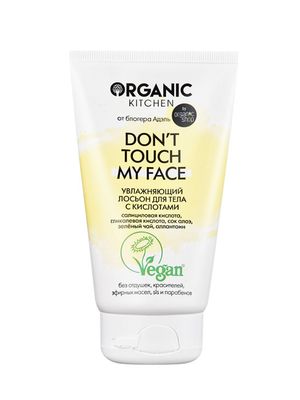 ORGANIC
KITCHEN
by
organic shop
от блогера Адэль
DON'T
TOUCH
MY FACE
УВЛАЖНЯЮЩИЙ
ЛОСЬОН ДЛЯ ТЕЛА
С КИСЛОТАМИ
салициловая кислота,
гликолевая кислота, сок алоэ,
зелёный чай, аллантоин
Vegan
без отдушек, красителей,
эфирных масел, sls и парабенов